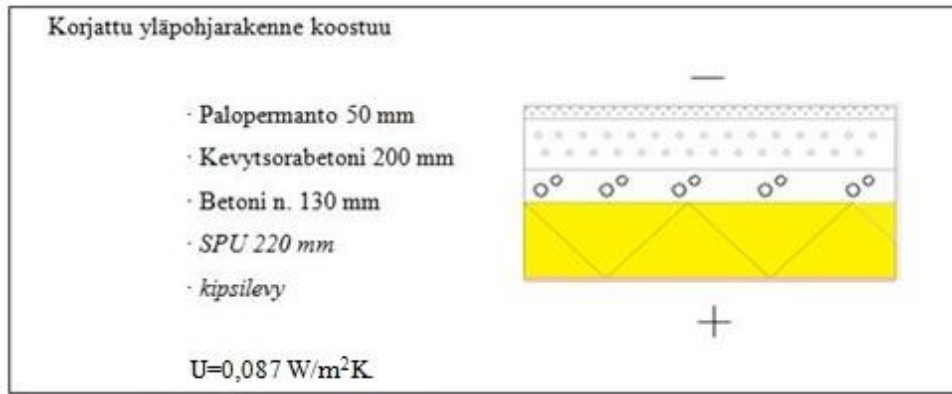 Korjattu yläpohjarakenne koostuu
· Palopermanto 50 mm
· Kevytsorabetoni 200 mm
· Betoni n. 130 mm
· SPU 220 mm
· kipsilevy
U=0,087 W/m²K